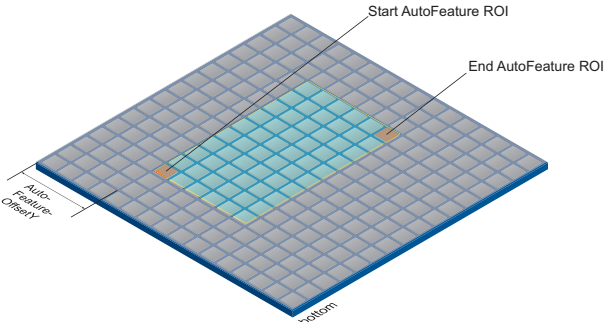 Start AutoFeature ROI
End AutoFeature ROI
Auto-
Feature-
OffsetY
bottom